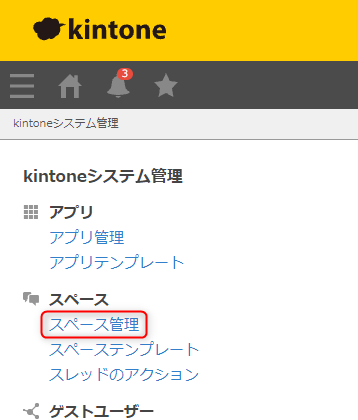 kintone
3
kintoneシステム管理
kintoneシステム管理
アプリ
アプリ管理
アプリテンプレート
スペース
スペース管理
スペーステンプレート
スレッドのアクション
ゲストユーザー